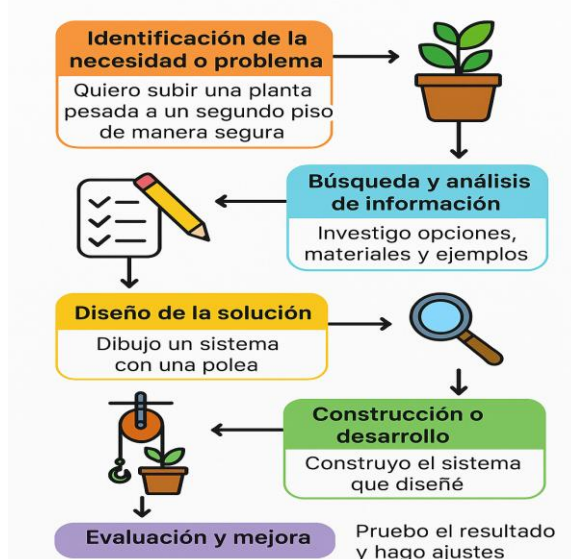 Identificación de la
necesidad o problema
Quiero subir una planta
pesada a un segundo piso
de manera segura
Búsqueda y análisis
de información
Investigo opciones,
materiales y ejemplos
Diseño de la solución
Dibujo un sistema
con una polea
Construcción o
desarrollo
Construyo el sistema
que diseñé
Evaluación y mejora
Pruebo el resultado
y hago ajustes